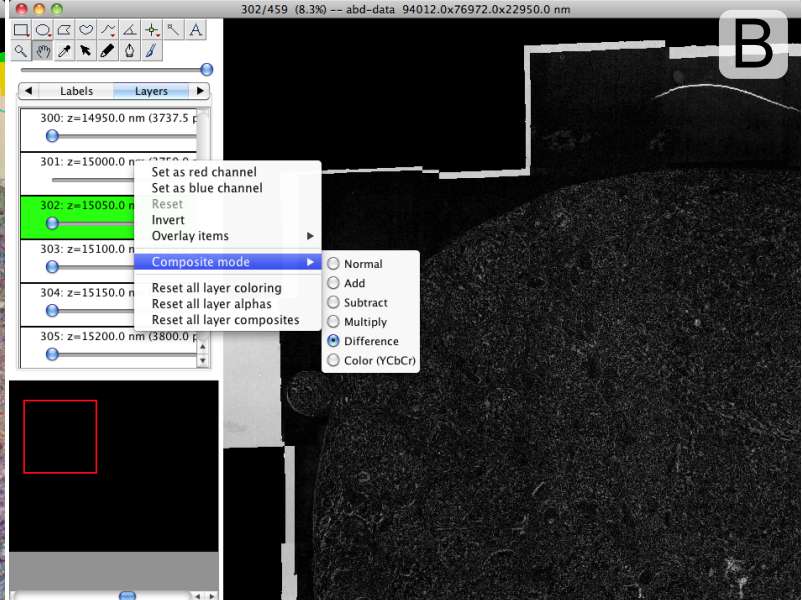 302/459 (8.3%) -- abd-data 94012.0x76972.0x22950.0 nm
B
A
Labels
Layers
300: z=14950.0 nm (3737.5 p
301: z=15000.0 nm (3750.0 p
302: z=15050.0 n
303: z=15100.0 n
304: z=15150.0 n
305: z=15200.0 nm (3800.0 p
Set as red channel
Set as blue channel
Reset
Invert
Overlay items
Composite mode
Reset all layer coloring
Reset all layer alphas
Reset all layer composites
Normal
Add
Subtract
Multiply
Difference
Color (YCbCr)